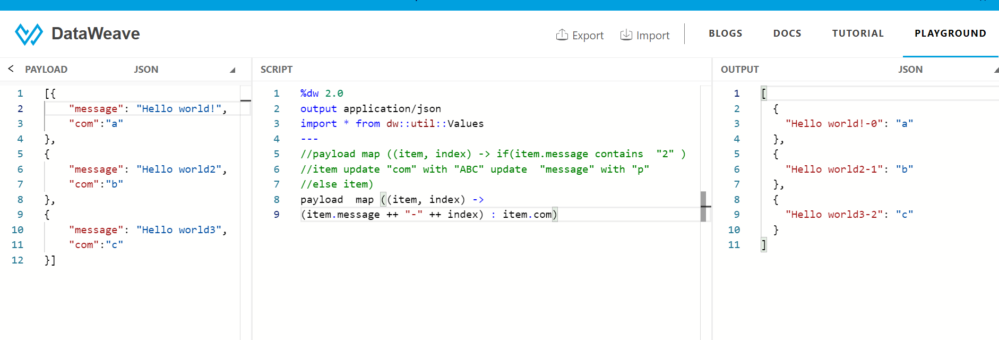 DataWeave
Export Import BLOGS DOCS TUTORIAL PLAYGROUND
< PAYLOAD JSON
1 [{
2 "message": "Hello world!",
3 "com":"a"
4 },
5 {
6 "message": "Hello world2",
7 "com":"b"
8 },
9 {
10 "message": "Hello world3",
11 "com":"c"
12 }]
SCRIPT
1 %dw 2.0
2 output application/json
3 import * from dw::util::Values
4 ---
5 //payload map ((item, index) -> if(item.message contains  "2" )
6 //item update "com" with "ABC" update  "message" with "p"
7 //else item)
8 payload  map ((item, index) ->
9 (item.message ++ "-" ++ index) : item.com)
OUTPUT JSON
1 [
2 {
3 "Hello world!-0": "a"
4 },
5 {
6 "Hello world2-1": "b"
7 },
8 {
9 "Hello world3-2": "c"
10 }
11 ]